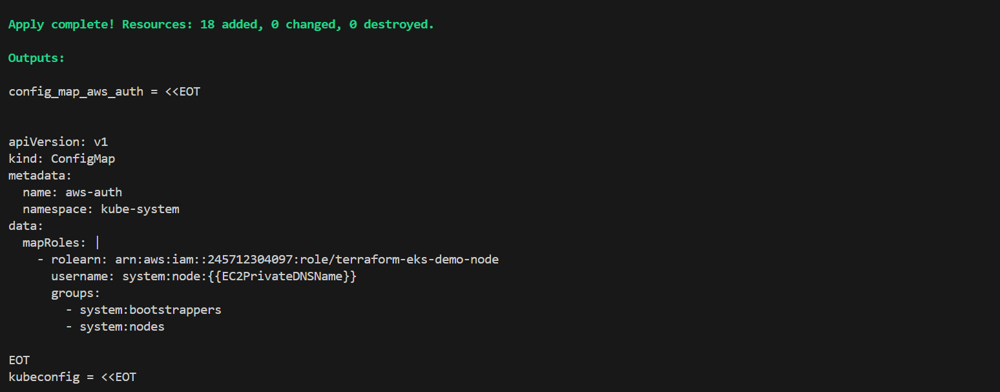 Apply complete! Resources: 18 added, 0 changed, 0 destroyed.
Outputs:
config_map_aws_auth = <<EOT
apiVersion: v1
kind: ConfigMap
metadata:
  name: aws-auth
  namespace: kube-system
data:
  mapRoles: |
    - rolearn: arn:aws:iam::245712304097:role/terraform-eks-demo-node
      username: system:node:{{EC2PrivateDNSName}}
      groups:
        - system:bootstrappers
        - system:nodes
EOT
kubeconfig = <<EOT